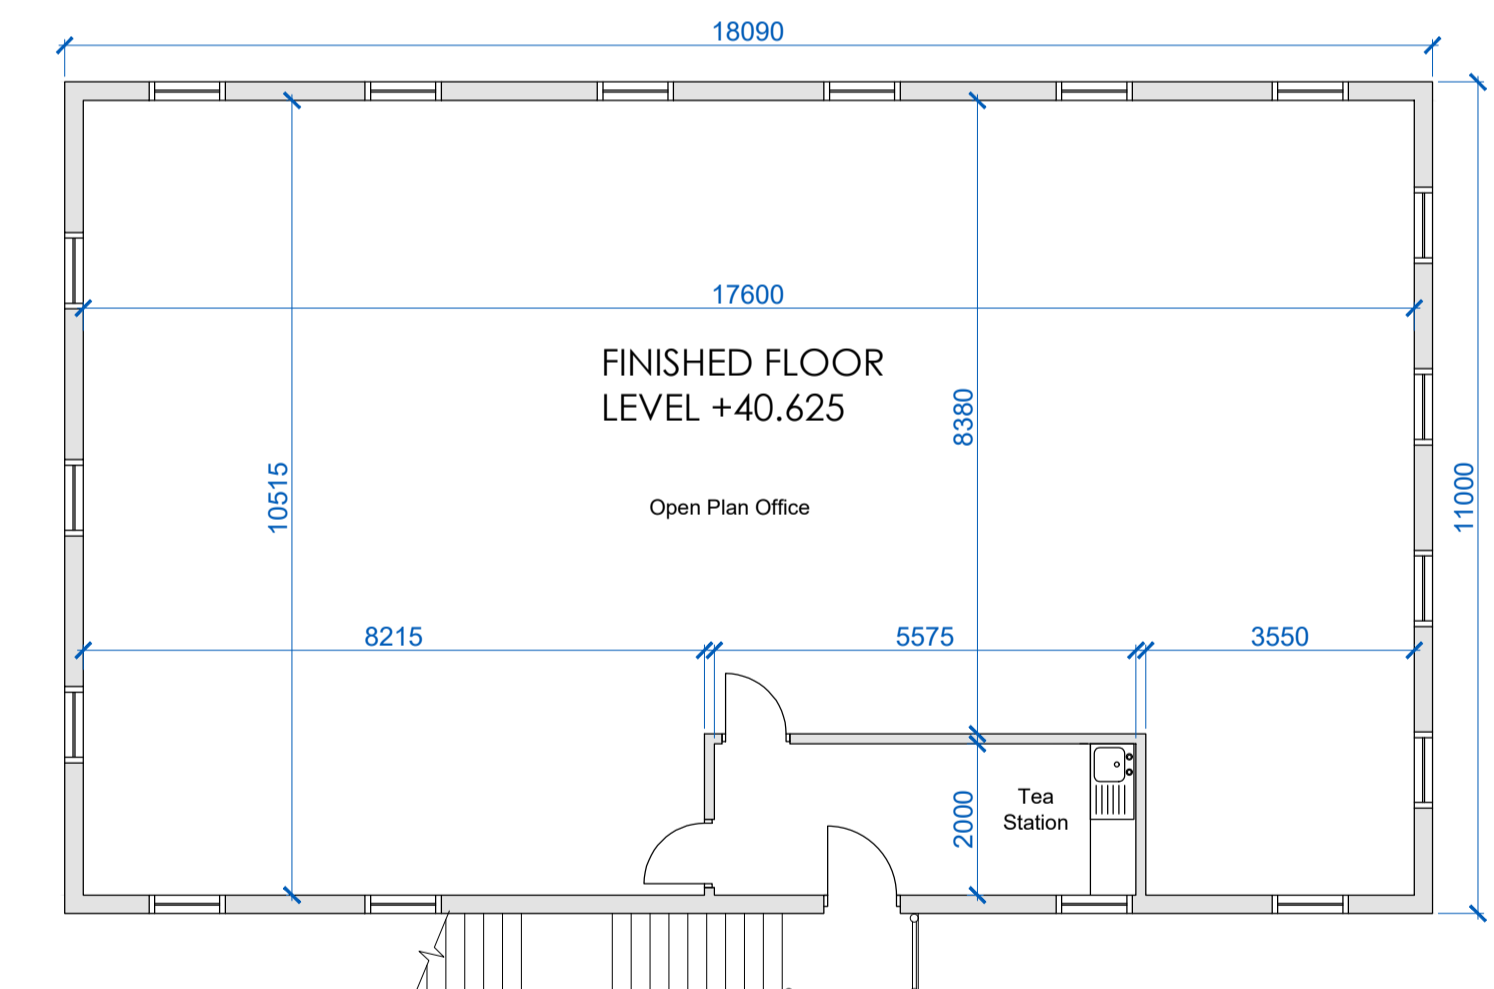 18090
17600
FINISHED FLOOR
LEVEL +40.625
8380
10515
11000
Open Plan Office
8215
5575
3550
2000
Tea
Station